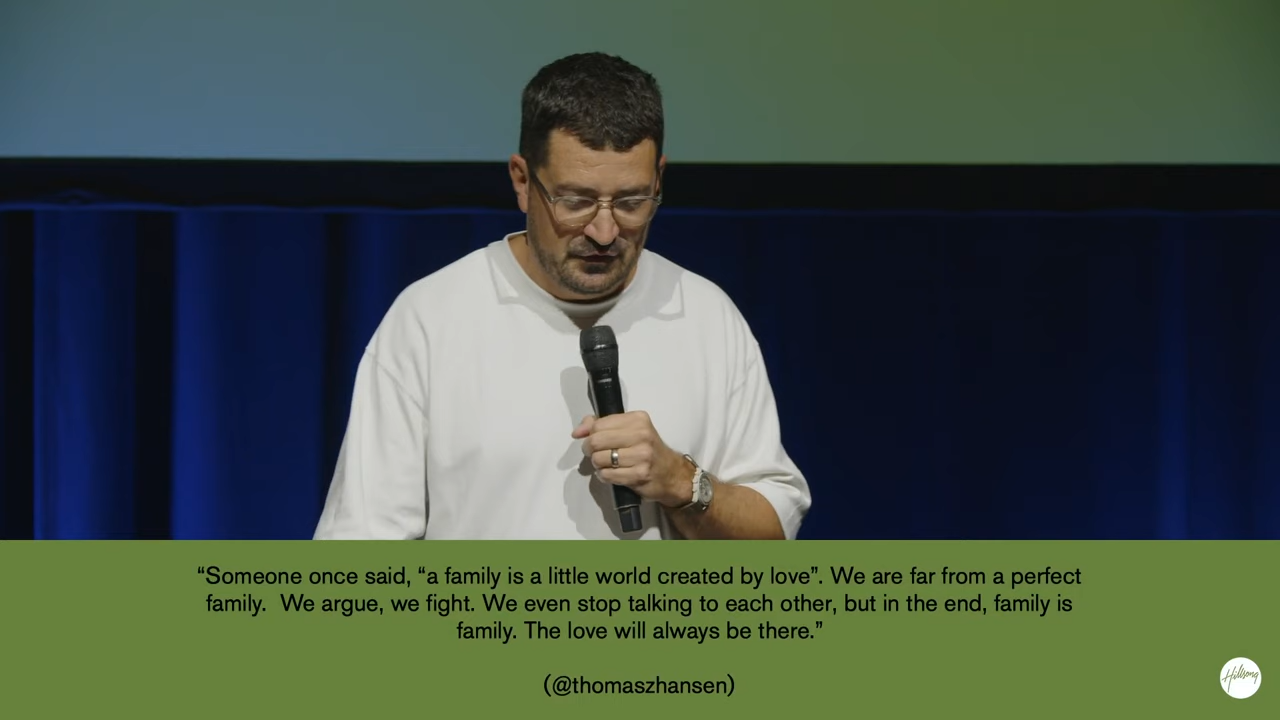 “Someone once said, “a family is a little world created by love”. We are far from a perfect
family.  We argue, we fight. We even stop talking to each other, but in the end, family is
family. The love will always be there.”
(@thomaszhansen)
Hillsong